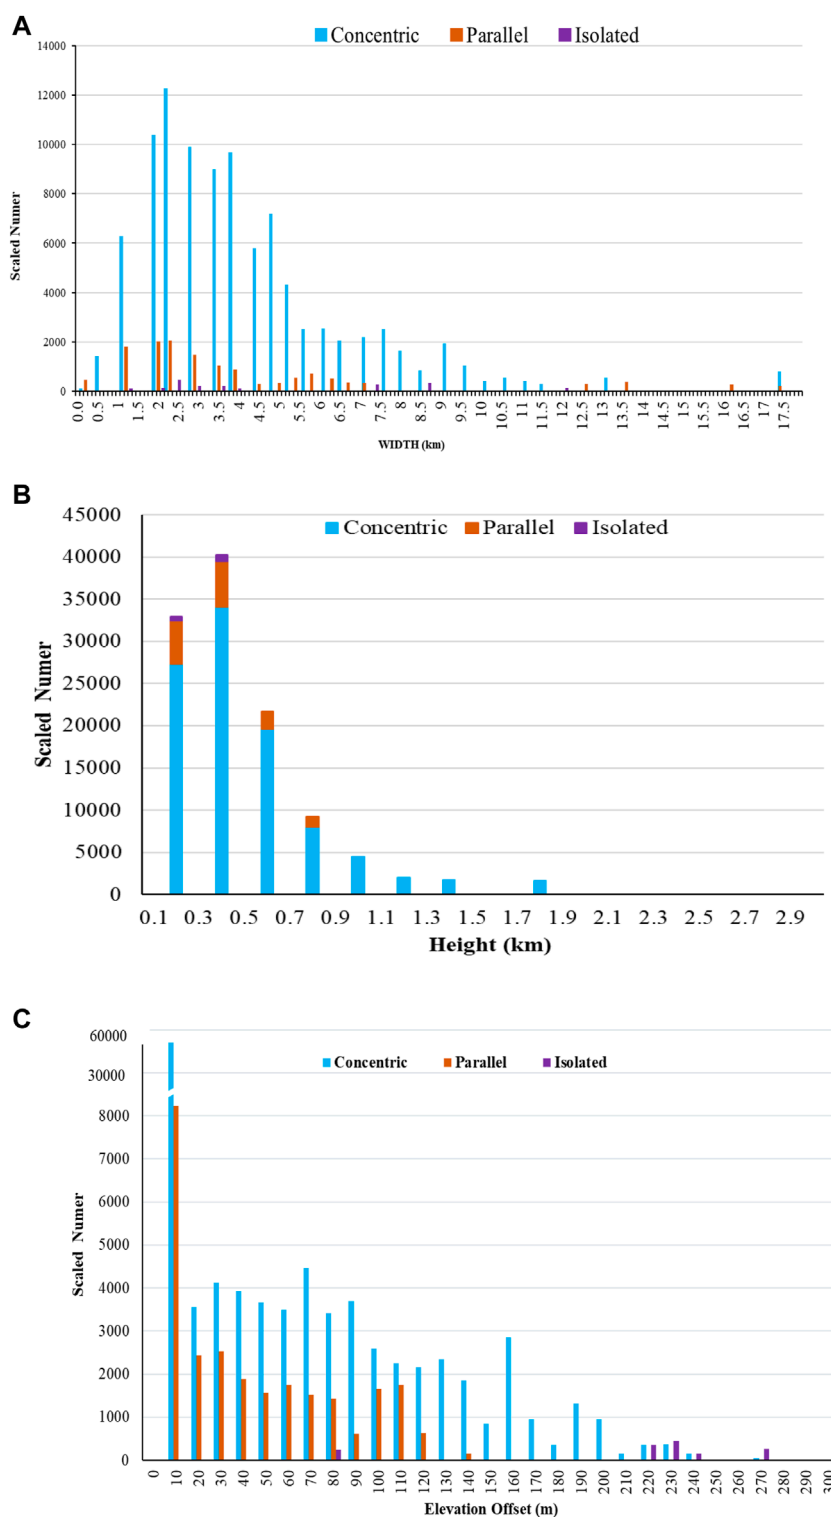 A
Concentric Parallel Isolated
14000
12000
10000
8000
6000
4000
2000
0
Scaled Numer
0.0 0.5 1 1.5 2 2.5 3 3.5 4 4.5 5 5.5 6 6.5 7 7.5 8 8.5 9 9.5 10 10.5 11 11.5 12 12.5 13 13.5 14 14.5 15 15.5 16 16.5 17 17.5
WIDTH (km)
B
Concentric Parallel Isolated
45000
40000
35000
30000
25000
20000
15000
10000
5000
0
Scaled Numer
0.1 0.3 0.5 0.7 0.9 1.1 1.3 1.5 1.7 1.9 2.1 2.3 2.5 2.7 2.9
Height (km)
C
Concentric Parallel Isolated
60000
30000
8000
7000
6000
5000
4000
3000
2000
1000
0
Scaled Numer
0 10 20 30 40 50 60 70 80 90 100 110 120 130 140 150 160 170 180 190 200 210 220 230 240 250 260 270 280 290 300
Elevation Offset (m)